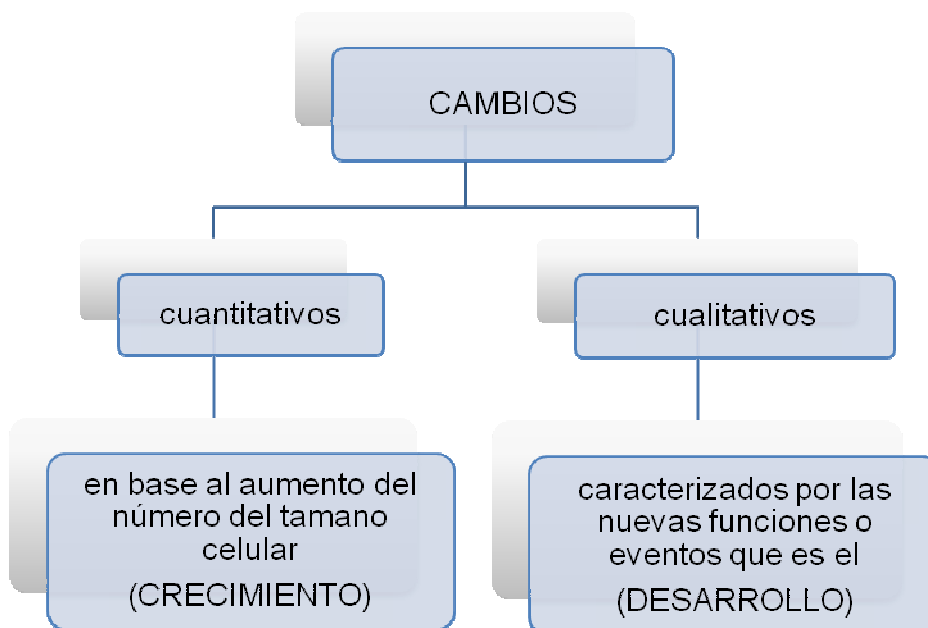 CAMBIOS
cuantitativos
cualitativos
en base al aumento del
número del tamano
celular
(CRECIMIENTO)
caracterizados por las
nuevas funciones o
eventos que es el
(DESARROLLO)